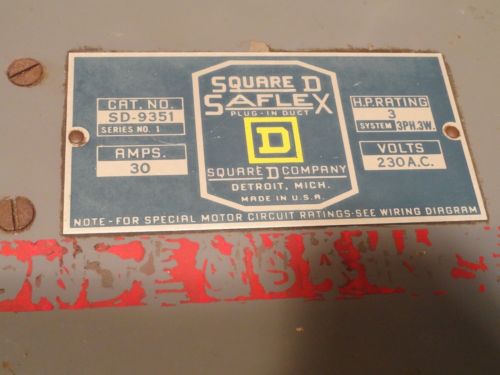 SQUARE D
SAFLEX
PLUG-IN DUCT
D
SQUARE D COMPANY
DETROIT, MICH.
MADE IN U.S.A
CAT. NO.
SD-9351
SERIES NO. 1
AMPS.
30
H.P. RATING
3
SYSTEM 3PH.3W.
VOLTS
230 A.C.
NOTE-FOR SPECIAL MOTOR CIRCUIT RATINGS-SEE WIRING DIAGRAM